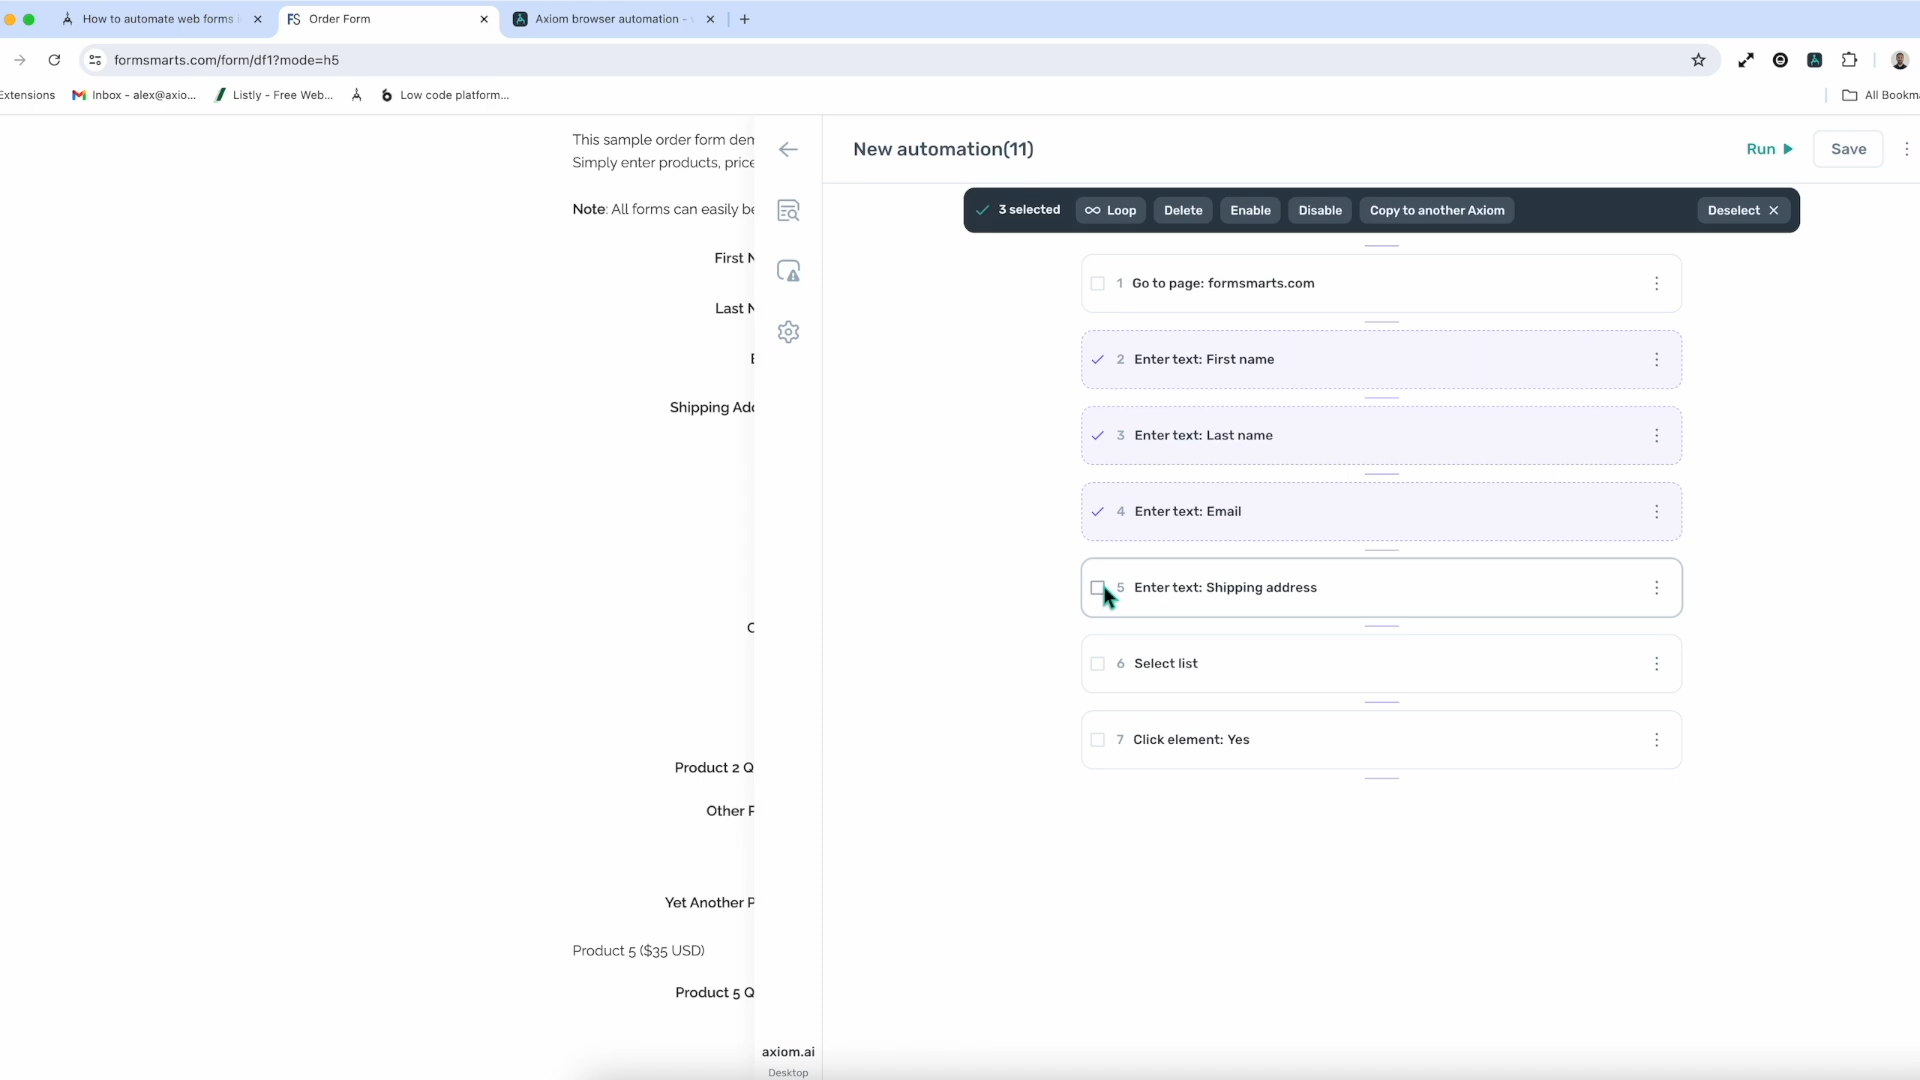 How to automate web forms
FS Order Form
Axiom browser automation -
formsmarts.com/form/df1?mode=h5
Extensions
Inbox - alex@axio...
Listly - Free Web...
Low code platform...
All Bookma
This sample order form den
Simply enter products, price
Note: All forms can easily be
First N
Last N
E
Shipping Add
C
Product 2 Q
Other P
Yet Another P
Product 5 ($35 USD)
Product 5 Q
axiom.ai
Desktop
New automation(11)
Run
Save
3 selected
Loop
Delete
Enable
Disable
Copy to another Axiom
Deselect
1 Go to page: formsmarts.com
2 Enter text: First name
3 Enter text: Last name
4 Enter text: Email
5 Enter text: Shipping address
6 Select list
7 Click element: Yes